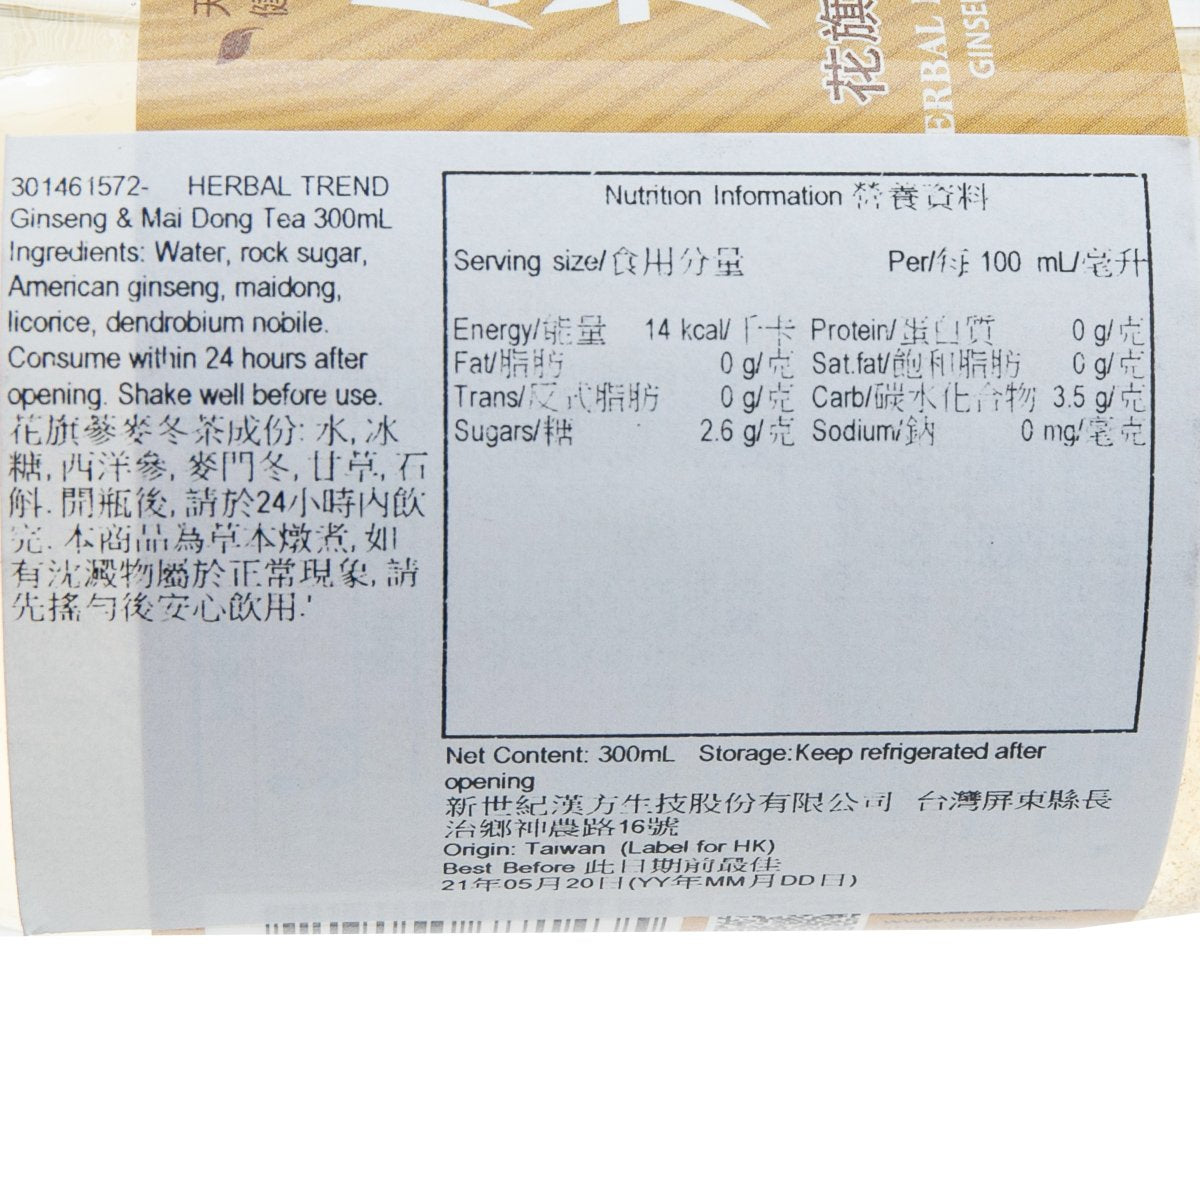 天
健
花旗
ERBAL
GINSE
301461572- HERBAL TREND
Ginseng & Mai Dong Tea 300mL
Ingredients: Water, rock sugar,
American ginseng, maidong,
licorice, dendrobium nobile.
Consume within 24 hours after
opening. Shake well before use.
花旗蔘麥冬茶成份: 水, 冰
糖, 西洋參, 麥門冬, 甘草, 石
斛. 開瓶後, 請於24小時內飲
完. 本商品為草本燉煮, 如
有沈澱物屬於正常現象, 請
先搖勻後安心飲用.'
Nutrition Information 營養資料
Serving size/食用分量 Per/每 100 mL/毫升
Energy/能量 14 kcal/千卡 Protein/蛋白質 0 g/克
Fat/脂肪 0 g/克 Sat.fat/飽和脂肪 0 g/克
Trans/反式脂肪 0 g/克 Carb/碳水化合物 3.5 g/克
Sugars/糖 2.6 g/克 Sodium/鈉 0 mg/毫克
Net Content: 300mL Storage:Keep refrigerated after
opening
新世紀漢方生技股份有限公司 台灣屏東縣長
治鄉神農路16號
Origin: Taiwan (Label for HK)
Best Before 此日期前最佳
21年05月20日(YY年MM月DD日)